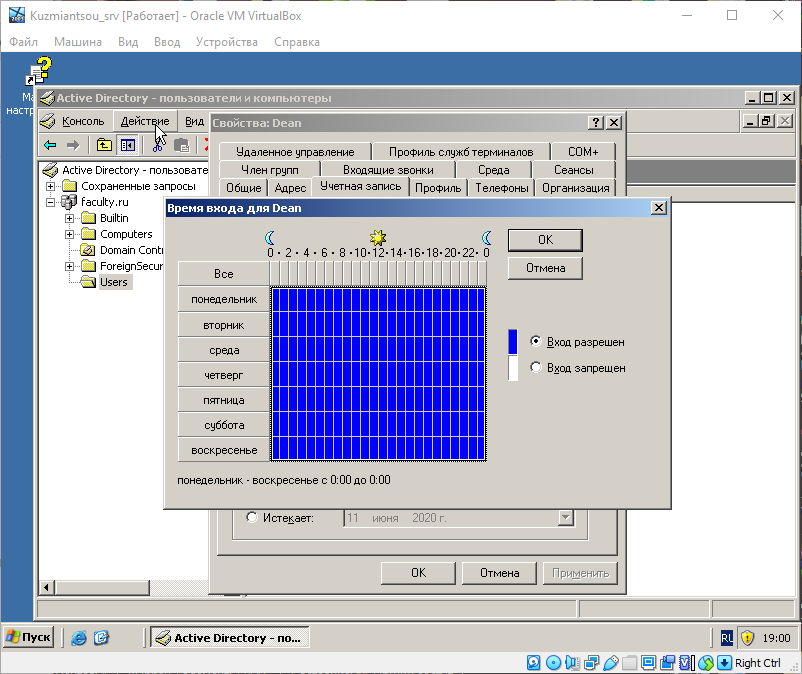 Kuzmiantsou_srv [Работает] - Oracle VM VirtualBox
Файл Машина Вид Ввод Устройства Справка
Active Directory - пользователи и компьютеры
Консоль Действие Вид
Свойства: Dean
Удаленное управление Профиль служб терминалов COM+
Член групп Входящие звонки Среда Сеансы
Общие Адрес Учетная запись Профиль Телефоны Организация
Active Directory - пользовате
Сохраненные запросы
faculty.ru
Builtin
Computers
Domain Contr
ForeignSecur
Users
Время входа для Dean
0 · 2 · 4 · 6 · 8 · 10 · 12 · 14 · 16 · 18 · 20 · 22 · 0
Все
понедельник
вторник
среда
четверг
пятница
суббота
воскресенье
OK
Отмена
Вход разрешен
Вход запрещен
понедельник - воскресенье с 0:00 до 0:00
Истекает: 11 июня 2020 г.
OK Отмена Применить
Пуск Active Directory - по... RL 19:00
Right Ctrl